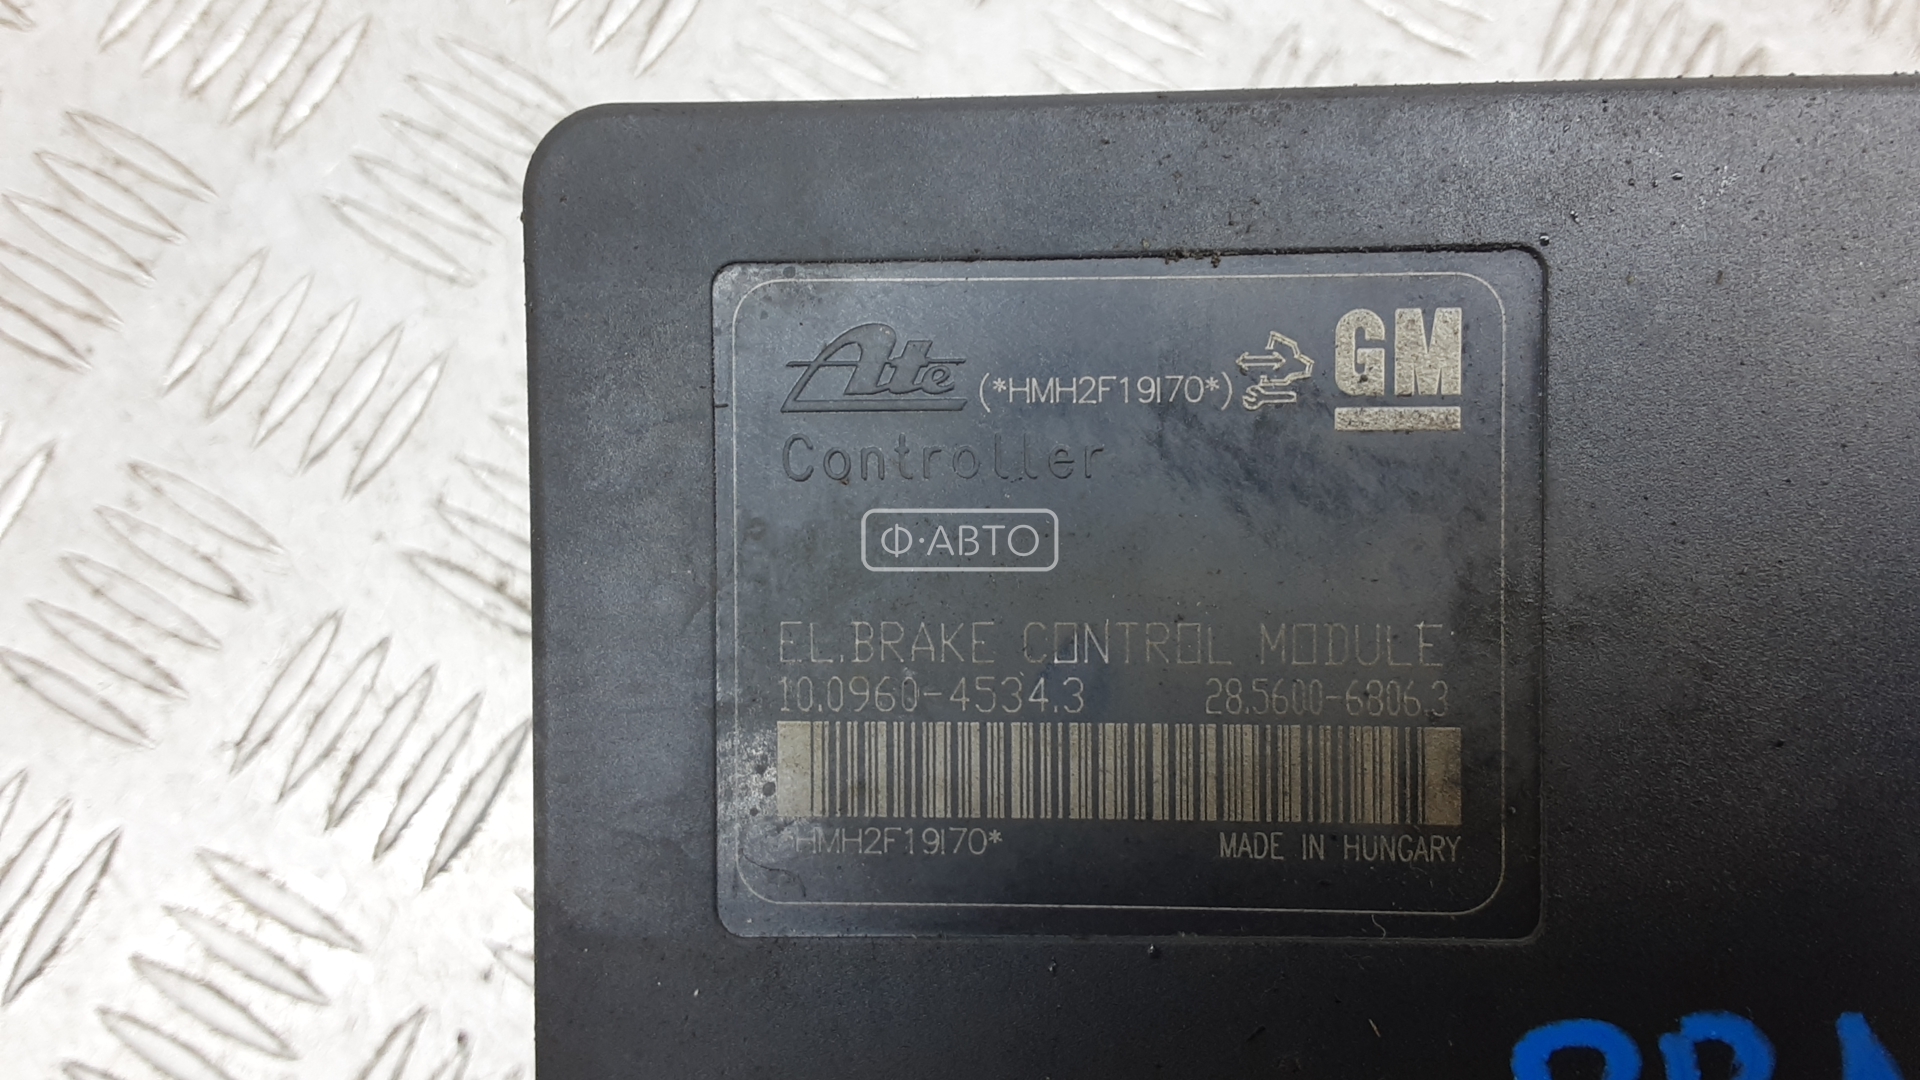 Ate (*HMH2F19I70*) GM
Controller
Ф·АВТО
EL.BRAKE CONTROL MODULE
10.0960-4534.3 28.5600-6806.3
*HMH2F19I70* MADE IN HUNGARY